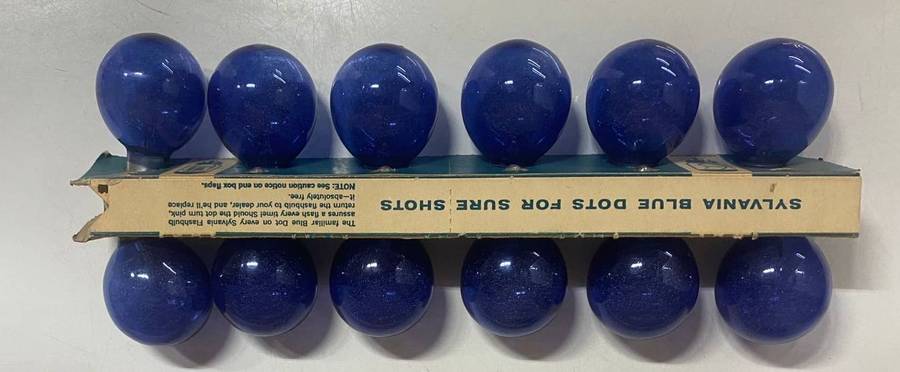 SYLVANIA BLUE DOTS FOR SURE SHOTS
The familiar Blue Dot on every Sylvania Flashbulb
assures a flash every time! Should the dot turn pink,
return the flashbulb to your dealer, and he'll replace
it—absolutely free.
NOTE: See caution notice on end box flaps.